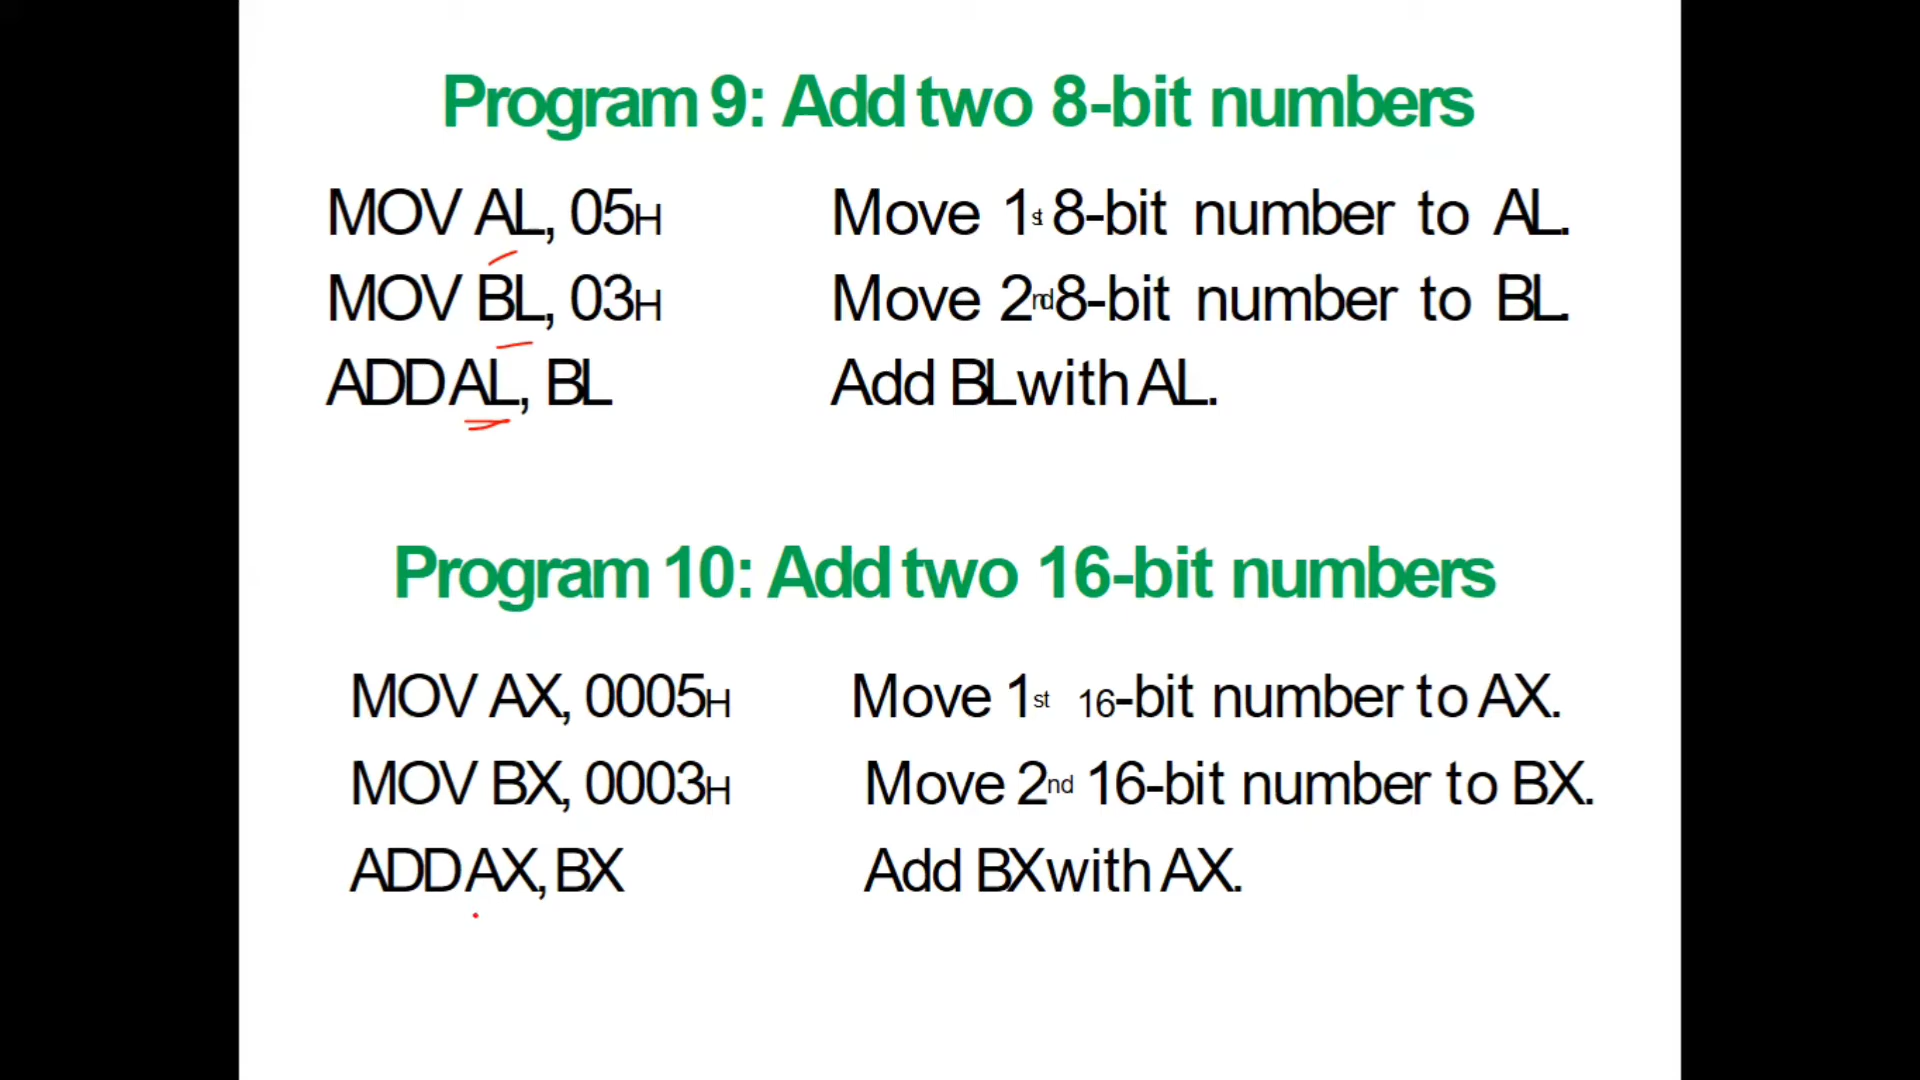 Program 9: Add two 8-bit numbers
MOV AL, 05H Move 1st 8-bit number to AL.
MOV BL, 03H Move 2nd 8-bit number to BL.
ADD AL, BL Add BL with AL.
Program 10: Add two 16-bit numbers
MOV AX, 0005H Move 1st 16-bit number to AX.
MOV BX, 0003H Move 2nd 16-bit number to BX.
ADD AX, BX Add BX with AX.